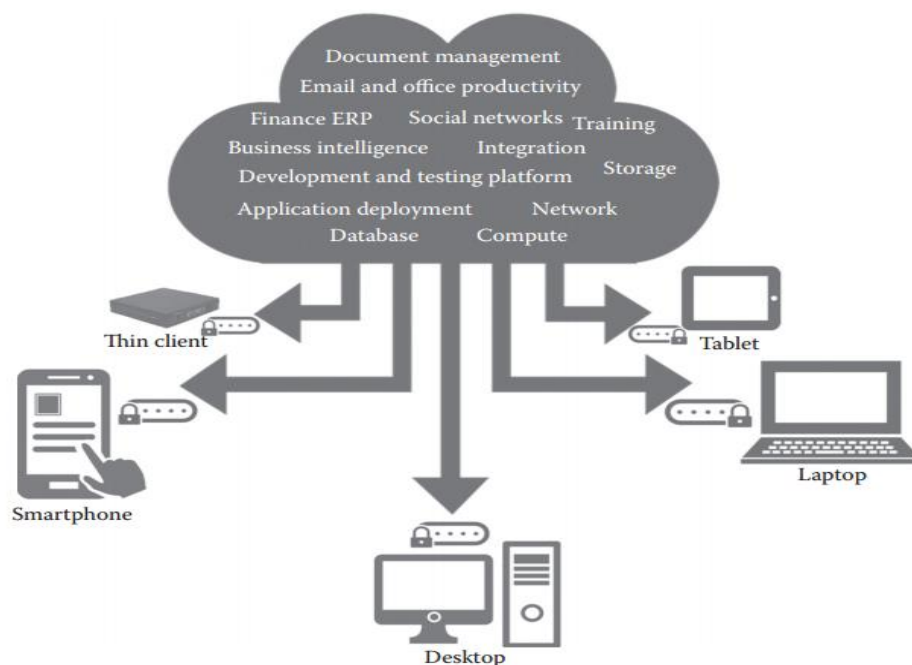 Document management
Email and office productivity
Finance ERP Social networks Training
Business intelligence Integration
Storage
Development and testing platform
Application deployment Network
Database Compute
Thin client
Tablet
Smartphone
Laptop
Desktop